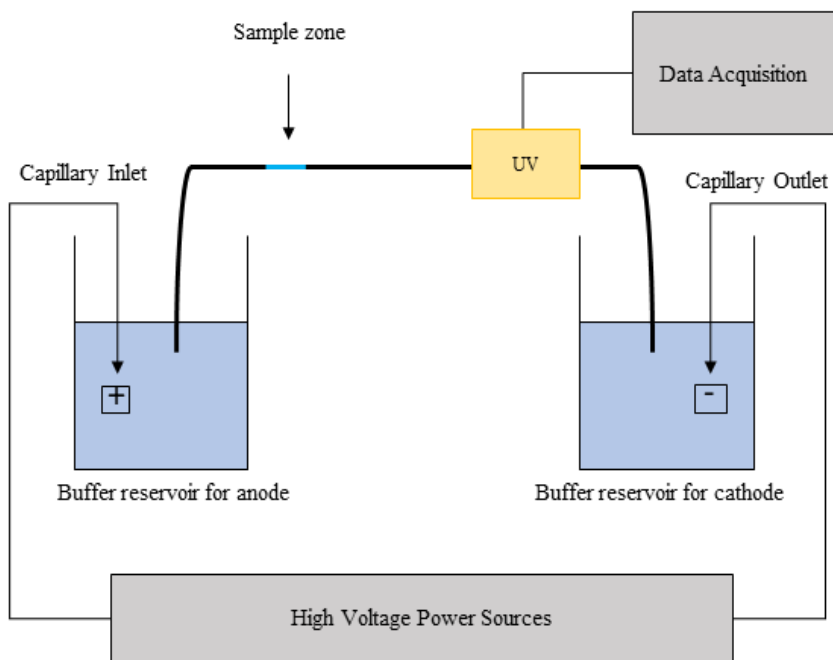 Sample zone
Data Acquisition
UV
Capillary Inlet
Capillary Outlet
+
-
Buffer reservoir for anode
Buffer reservoir for cathode
High Voltage Power Sources